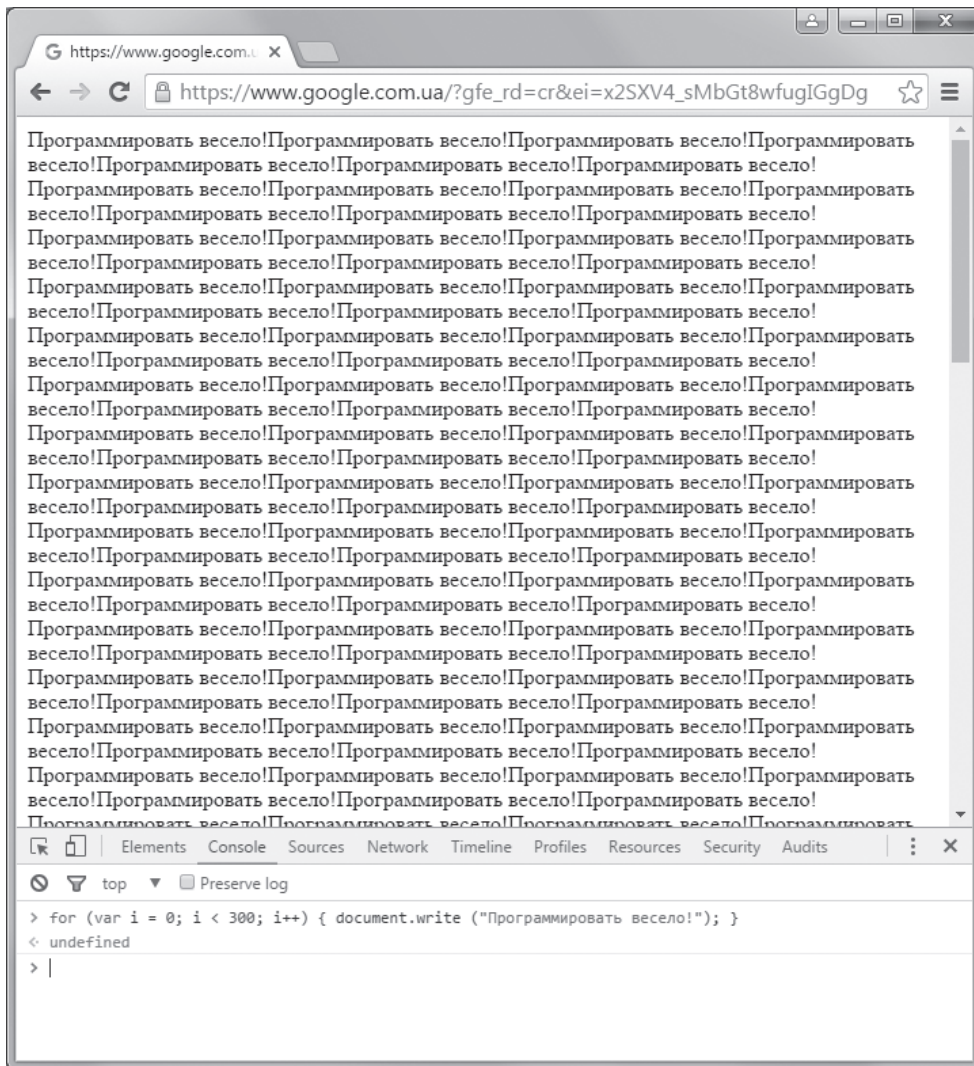 https://www.google.com.u
https://www.google.com.ua/?gfe_rd=cr&ei=x2SXV4_sMbGt8wfugIGgDg
Программировать весело!Программировать весело!Программировать весело!Программировать
весело!Программировать весело!Программировать весело!Программировать весело!
Программировать весело!Программировать весело!Программировать весело!Программировать
весело!Программировать весело!Программировать весело!Программировать весело!
Программировать весело!Программировать весело!Программировать весело!Программировать
весело!Программировать весело!Программировать весело!Программировать весело!
Программировать весело!Программировать весело!Программировать весело!Программировать
весело!Программировать весело!Программировать весело!Программировать весело!
Программировать весело!Программировать весело!Программировать весело!Программировать
весело!Программировать весело!Программировать весело!Программировать весело!
Программировать весело!Программировать весело!Программировать весело!Программировать
весело!Программировать весело!Программировать весело!Программировать весело!
Программировать весело!Программировать весело!Программировать весело!Программировать
весело!Программировать весело!Программировать весело!Программировать весело!
Программировать весело!Программировать весело!Программировать весело!Программировать
весело!Программировать весело!Программировать весело!Программировать весело!
Программировать весело!Программировать весело!Программировать весело!Программировать
весело!Программировать весело!Программировать весело!Программировать весело!
Программировать весело!Программировать весело!Программировать весело!Программировать
весело!Программировать весело!Программировать весело!Программировать весело!
Программировать весело!Программировать весело!Программировать весело!Программировать
весело!Программировать весело!Программировать весело!Программировать весело!
Программировать весело!Программировать весело!Программировать весело!Программировать
весело!Программировать весело!Программировать весело!Программировать весело!
Программировать весело!Программировать весело!Программировать весело!Программировать
весело!Программировать весело!Программировать весело!Программировать весело!
Программировать весело!Программировать весело!Программировать весело!Программировать
весело!Программировать весело!Программировать весело!Программировать весело!
Программировать весело!Программировать весело!Программировать весело!Программировать
Elements Console Sources Network Timeline Profiles Resources Security Audits
top Preserve log
> for (var i = 0; i < 300; i++) { document.write ("Программировать весело!"); }
undefined
>